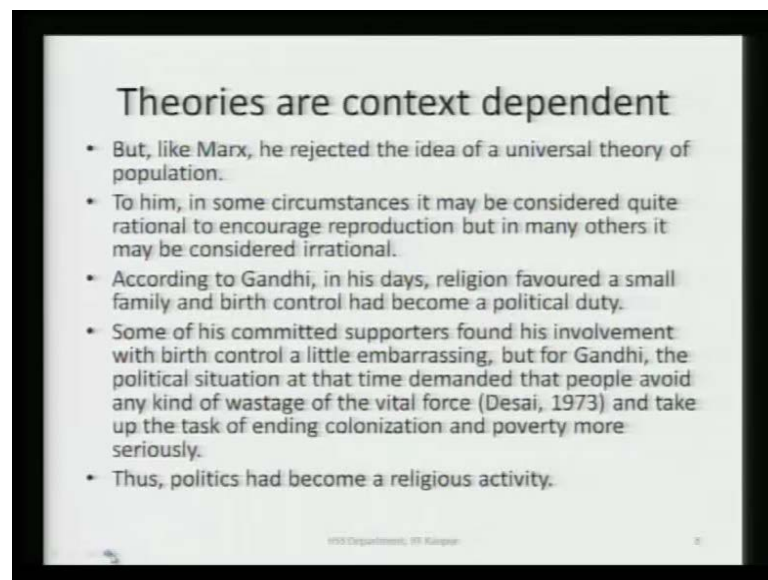 Theories are context dependent
• But, like Marx, he rejected the idea of a universal theory of
population.
• To him, in some circumstances it may be considered quite
rational to encourage reproduction but in many others it
may be considered irrational.
• According to Gandhi, in his days, religion favoured a small
family and birth control had become a political duty.
• Some of his committed supporters found his involvement
with birth control a little embarrassing, but for Gandhi, the
political situation at that time demanded that people avoid
any kind of wastage of the vital force (Desai, 1973) and take
up the task of ending colonization and poverty more
seriously.
• Thus, politics had become a religious activity.
HSS Department, IIT Kanpur